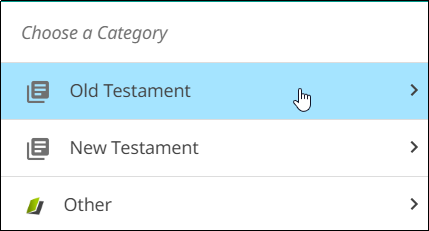 Choose a Category
Old Testament
New Testament
Other